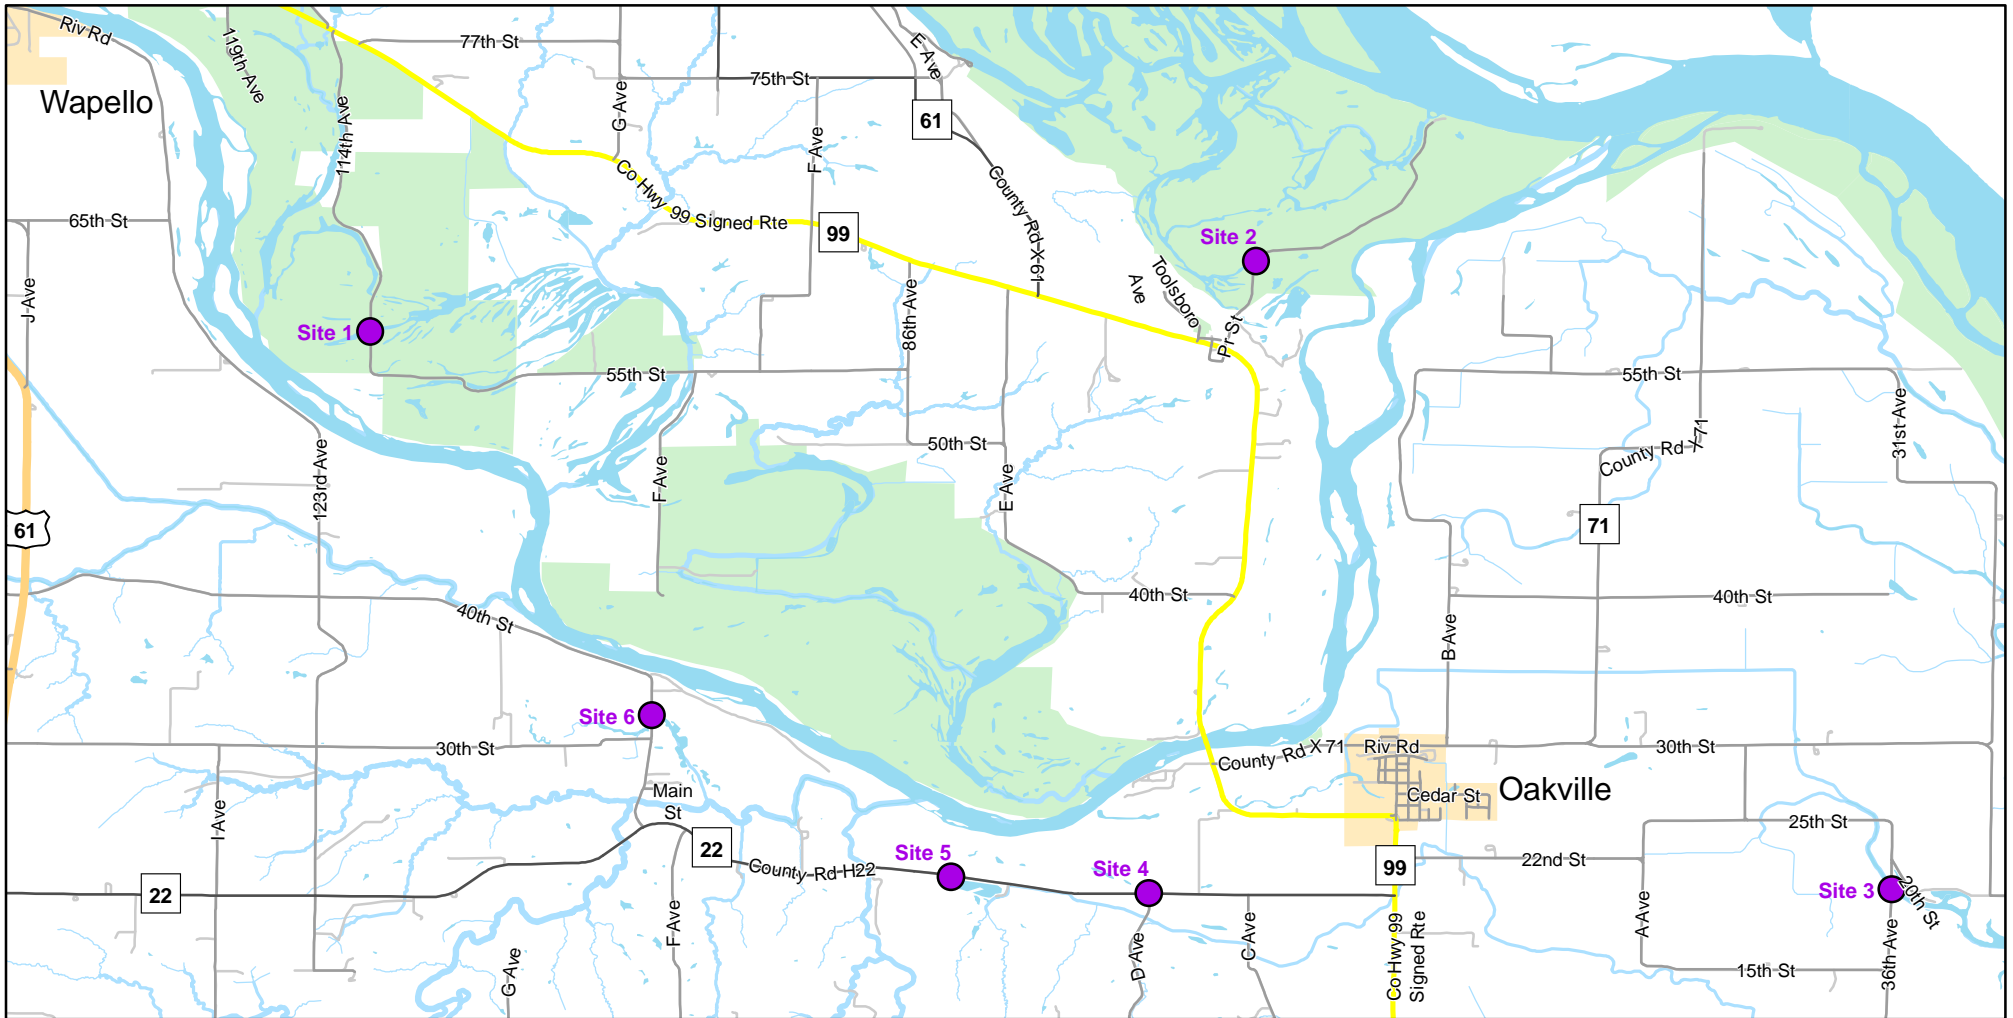 Riv Rd
119th Ave
77th St
E Ave
Wapello
114th Ave
G Ave
75th St
F Ave
61
Co Hwy 99 Signed Rte
99
County Rd X61
65th St
Site 2
Toolsboro
Ave
J Ave
Site 1
86th Ave
Pr St
55th St
55th St
31st Ave
50th St
County Rd X71
123rd Ave
F Ave
E Ave
61
71
40th St
40th St
40th St
B Ave
Site 6
30th St
County Rd X 71
Riv Rd
30th St
Main
St
Cedar St
Oakville
I Ave
25th St
22
County Rd H22
Site 5
Site 4
99
22nd St
22
Site 3
20th St
F Ave
G Ave
D Ave
C Ave
Co Hwy 99
Signed Rte
A Ave
15th St
36th Ave